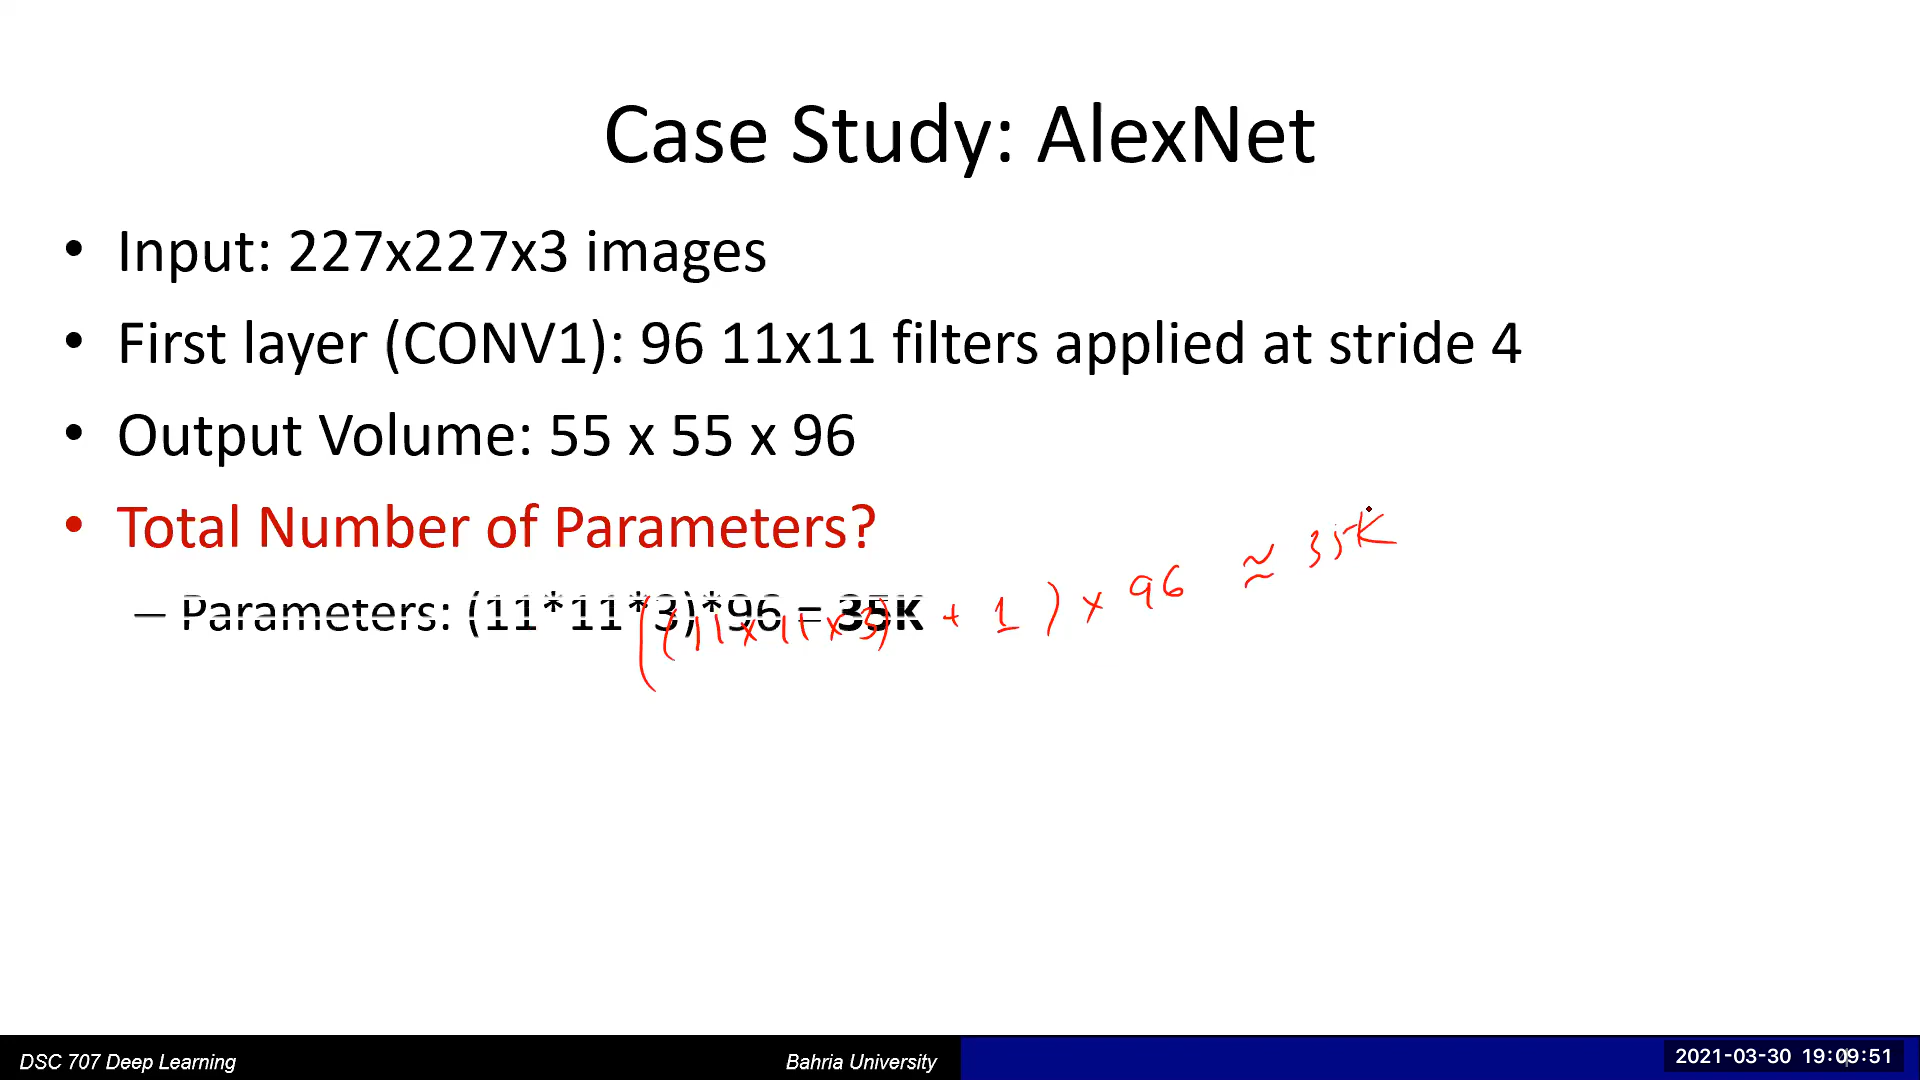 Case Study: AlexNet
• Input: 227x227x3 images
• First layer (CONV1): 96 11x11 filters applied at stride 4
• Output Volume: 55 x 55 x 96
• Total Number of Parameters?
– Parameters: (11*11*3)*96 = 35K
((11 x 11 x 3) + 1) x 96 ≈ 35K
DSC 707 Deep Learning
Bahria University
2021-03-30 19:09:51